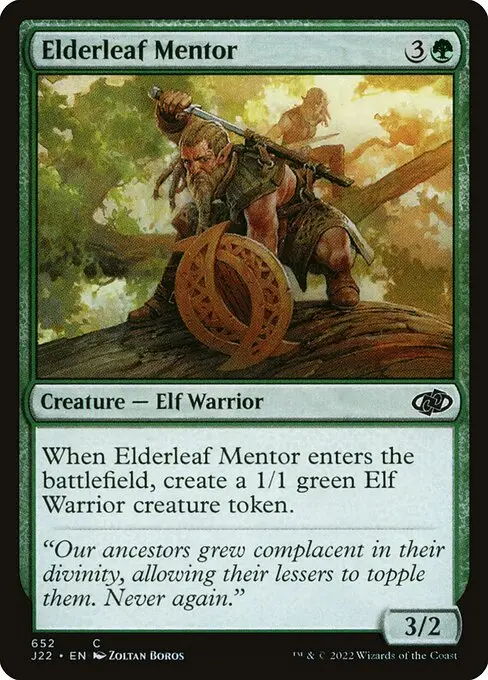 Elderleaf Mentor 3
Creature — Elf Warrior
When Elderleaf Mentor enters the
battlefield, create a 1/1 green Elf
Warrior creature token.
“Our ancestors grew complacent in their
divinity, allowing their lessers to topple
them. Never again.”
3/2
652 C
J22 • EN Zoltan Boros ™ & © 2022 Wizards of the Coast